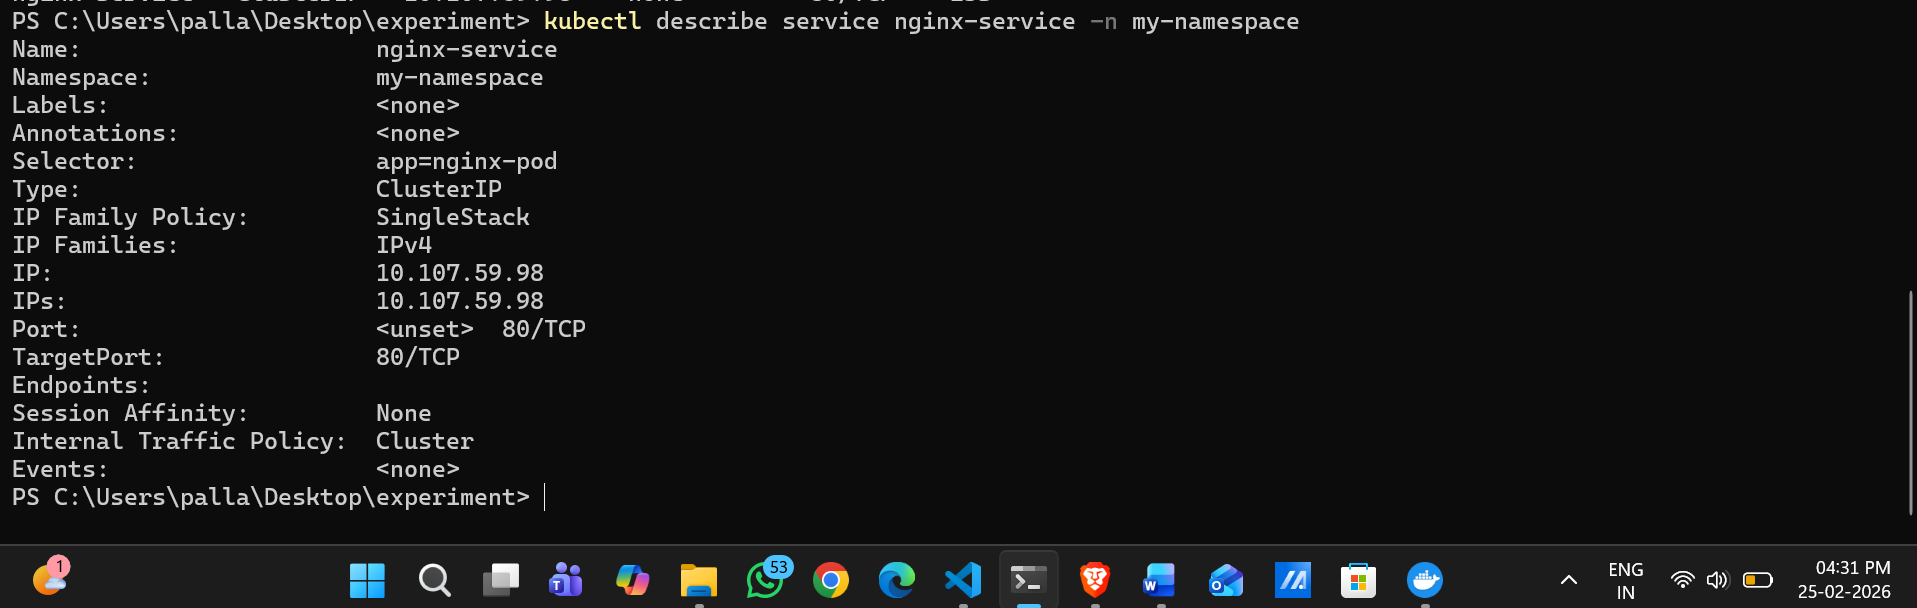 PS C:\Users\palla\Desktop\experiment> kubectl describe service nginx-service -n my-namespace
Name:                     nginx-service
Namespace:                my-namespace
Labels:                   <none>
Annotations:              <none>
Selector:                 app=nginx-pod
Type:                     ClusterIP
IP Family Policy:         SingleStack
IP Families:              IPv4
IP:                       10.107.59.98
IPs:                      10.107.59.98
Port:                     <unset>  80/TCP
TargetPort:               80/TCP
Endpoints:
Session Affinity:         None
Internal Traffic Policy:  Cluster
Events:                   <none>
PS C:\Users\palla\Desktop\experiment>
1
53
ENG
IN
04:31 PM
25-02-2026